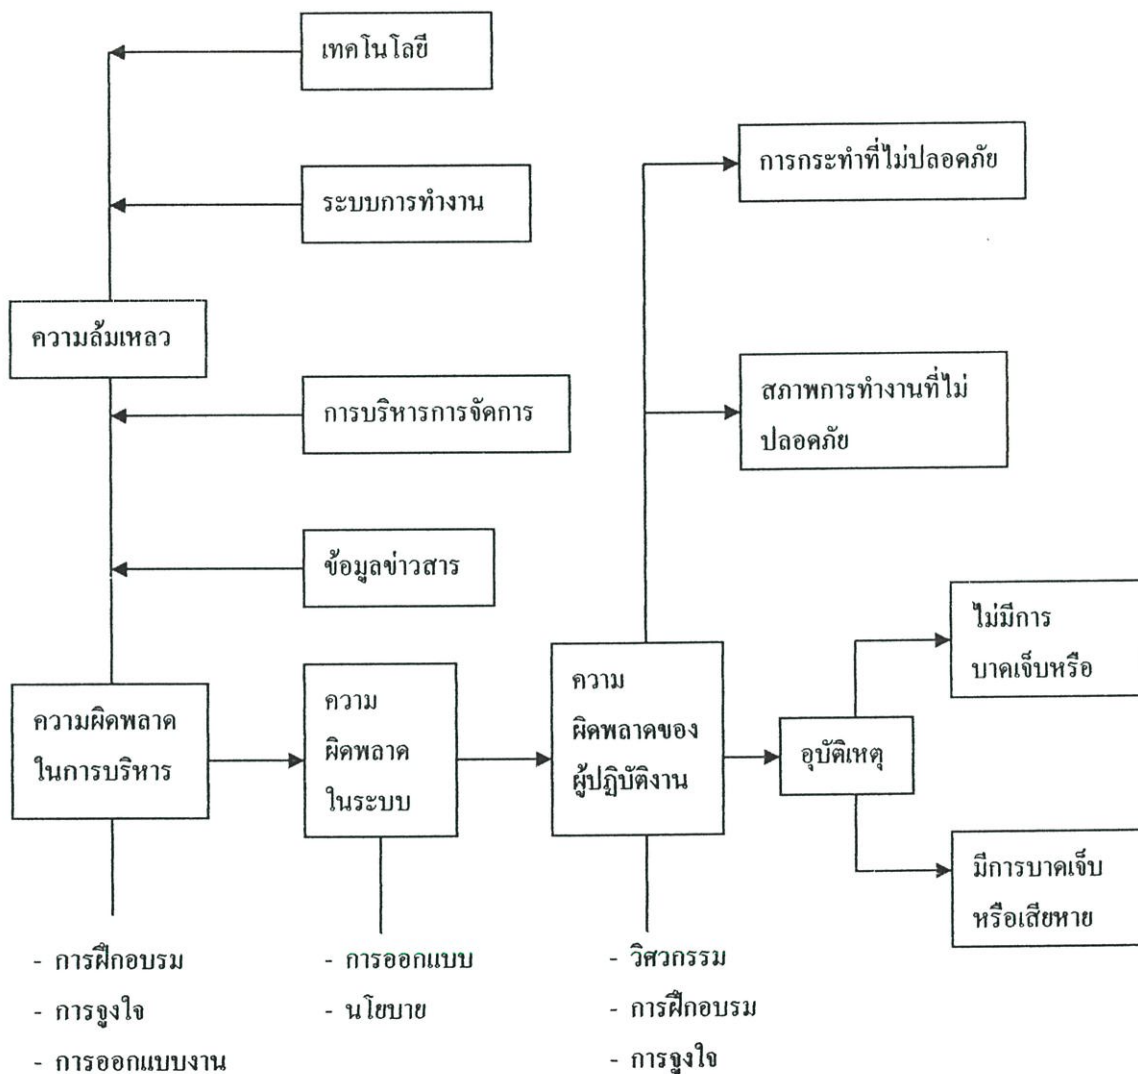 เทคโนโลยี
ระบบการทำงาน
ความล้มเหลว
การบริหารการจัดการ
ข้อมูลข่าวสาร
การกระทำที่ไม่ปลอดภัย
สภาพการทำงานที่ไม่
ปลอดภัย
ความผิดพลาด
ในการบริหาร
ความ
ผิดพลาด
ในระบบ
ความ
ผิดพลาดของ
ผู้ปฏิบัติงาน
อุบัติเหตุ
ไม่มีการ
บาดเจ็บหรือ
มีการบาดเจ็บ
หรือเสียหาย
- การฝึกอบรม
- การจูงใจ
- การออกแบบงาน
- การออกแบบ
- นโยบาย
- วิศวกรรม
- การฝึกอบรม
- การจูงใจ